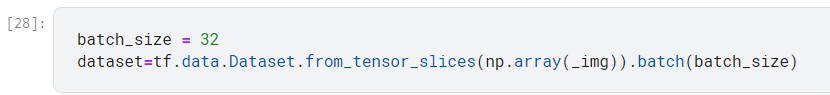 [28]:
batch_size = 32
dataset=tf.data.Dataset.from_tensor_slices(np.array(_img)).batch(batch_size)